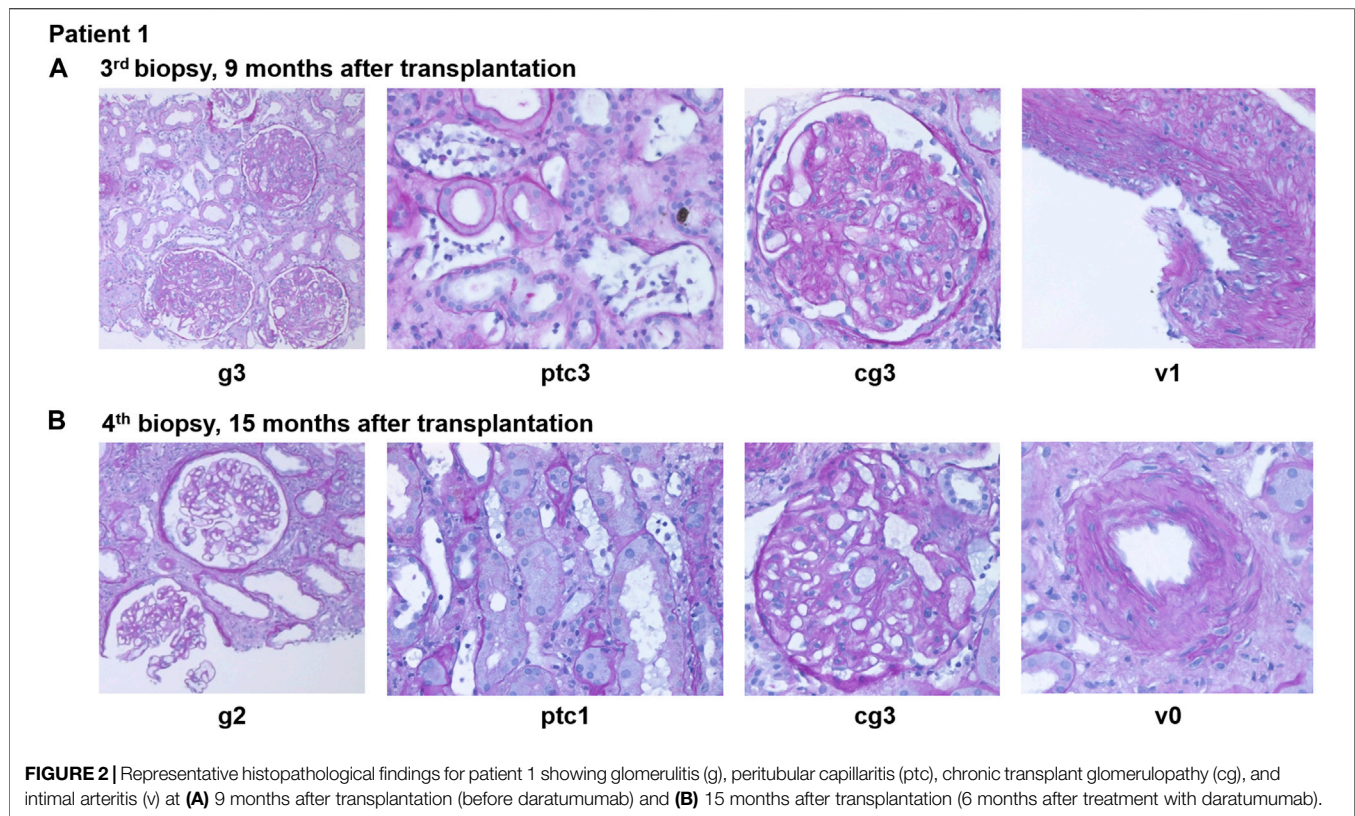 Patient 1
A 3rd biopsy, 9 months after transplantation
g3 ptc3 cg3 v1
B 4th biopsy, 15 months after transplantation
g2 ptc1 cg3 v0
FIGURE 2 | Representative histopathological findings for patient 1 showing glomerulitis (g), peritubular capillaritis (ptc), chronic transplant glomerulopathy (cg), and
intimal arteritis (v) at (A) 9 months after transplantation (before daratumumab) and (B) 15 months after transplantation (6 months after treatment with daratumumab).